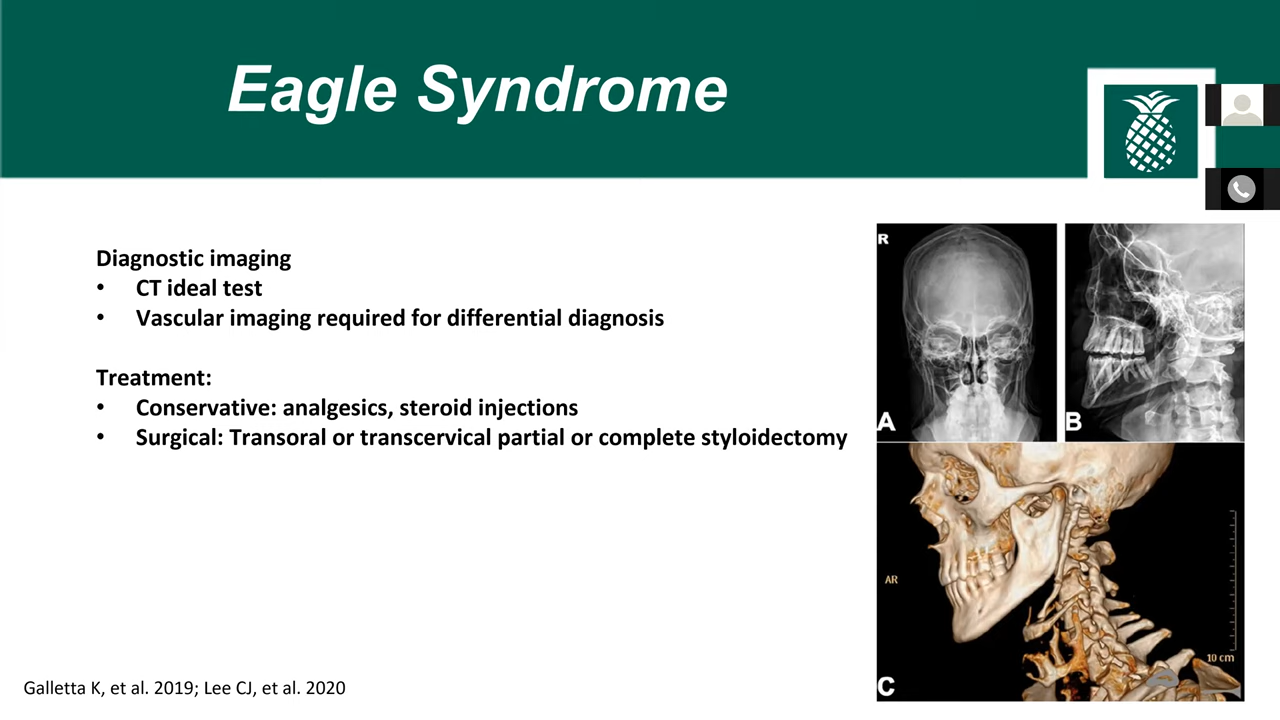 Eagle Syndrome
Diagnostic imaging
• CT ideal test
• Vascular imaging required for differential diagnosis
Treatment:
• Conservative: analgesics, steroid injections
• Surgical: Transoral or transcervical partial or complete styloidectomy
R
A
B
AR
10 cm
C
Galletta K, et al. 2019; Lee CJ, et al. 2020